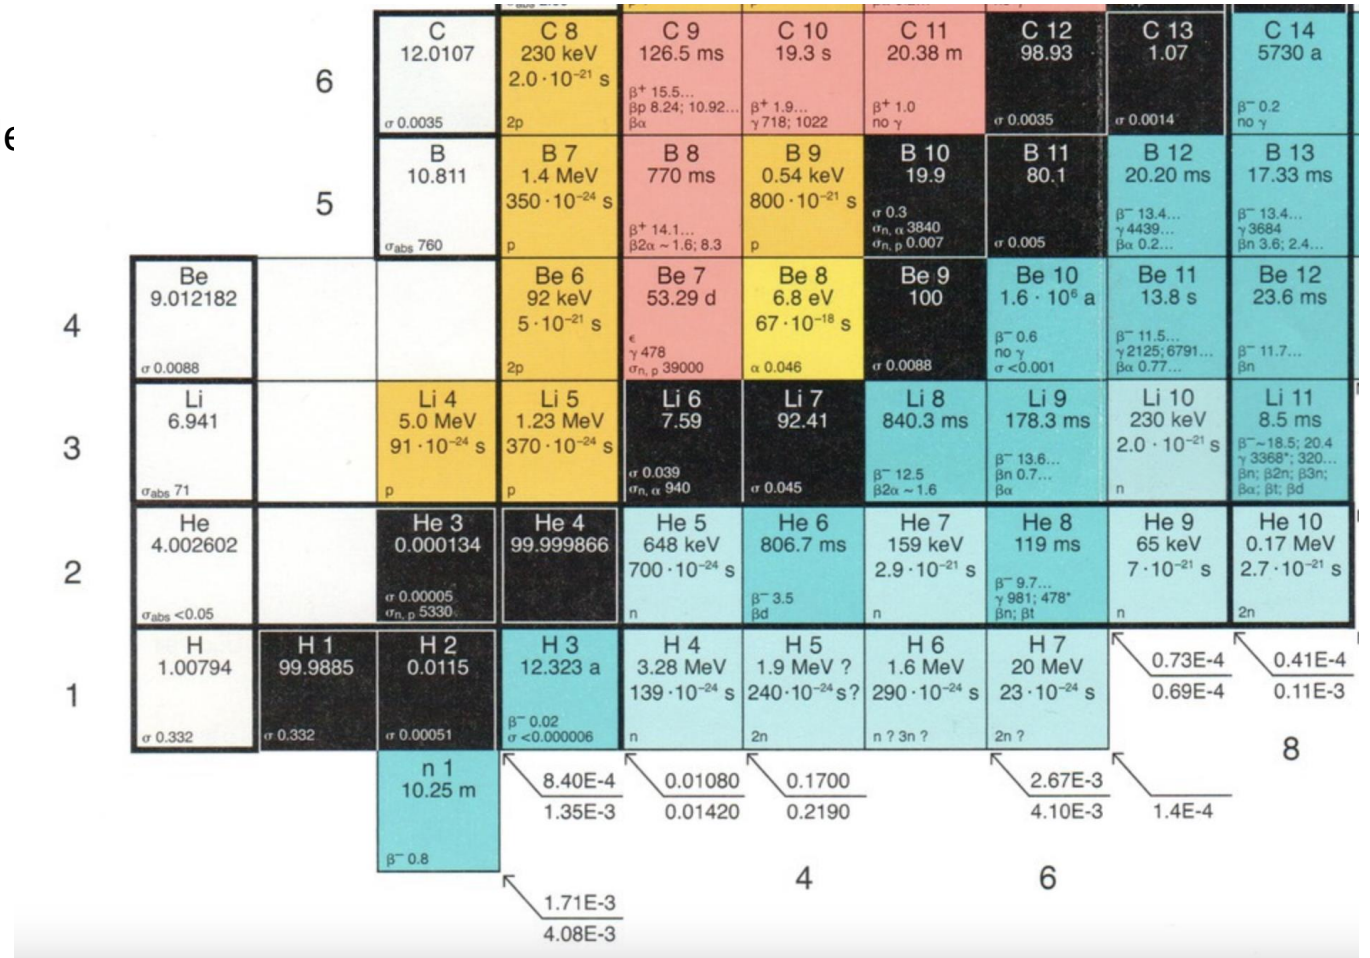 6
C
12.0107
σ 0.0035
C 8
230 keV
2.0 · 10⁻²¹ s
2p
C 9
126.5 ms
β⁺ 15.5...
βp 8.24; 10.92...
βα
C 10
19.3 s
β⁺ 1.9...
γ 718; 1022
C 11
20.38 m
β⁺ 1.0
no γ
C 12
98.93
σ 0.0035
C 13
1.07
σ 0.0014
C 14
5730 a
β⁻ 0.2
no γ
5
B
10.811
σabs 760
B 7
1.4 MeV
350 · 10⁻²⁴ s
p
B 8
770 ms
β⁺ 14.1...
β2α ~ 1.6; 8.3
B 9
0.54 keV
800 · 10⁻²¹ s
p
B 10
19.9
σ 0.3
σn, α 3840
σn, p 0.007
B 11
80.1
σ 0.005
B 12
20.20 ms
β⁻ 13.4...
γ 4439...
βα 0.2...
B 13
17.33 ms
β⁻ 13.4...
γ 3684
βn 3.6; 2.4...
4
Be
9.012182
σ 0.0088
Be 6
92 keV
5 · 10⁻²¹ s
2p
Be 7
53.29 d
ϵ
γ 478
σn, p 39000
Be 8
6.8 eV
67 · 10⁻¹⁸ s
α 0.046
Be 9
100
σ 0.0088
Be 10
1.6 · 10⁶ a
β⁻ 0.6
no γ
σ <0.001
Be 11
13.8 s
β⁻ 11.5...
γ 2125; 6791...
βα 0.77...
Be 12
23.6 ms
β⁻ 11.7...
βn
3
Li
6.941
σabs 71
Li 4
5.0 MeV
91 · 10⁻²⁴ s
p
Li 5
1.23 MeV
370 · 10⁻²⁴ s
p
Li 6
7.59
σ 0.039
σn, α 940
Li 7
92.41
σ 0.045
Li 8
840.3 ms
β⁻ 12.5
β2α ~ 1.6
Li 9
178.3 ms
β⁻ 13.6...
βn 0.7...
βα
Li 10
230 keV
2.0 · 10⁻²¹ s
n
Li 11
8.5 ms
β⁻ ~18.5; 20.4
γ 3368*; 320...
βn; β2n; β3n;
βα; βt; βd
2
He
4.002602
σabs <0.05
He 3
0.000134
σ 0.00005
σn, p 5330
He 4
99.999866
He 5
648 keV
700 · 10⁻²⁴ s
n
He 6
806.7 ms
β⁻ 3.5
βd
He 7
159 keV
2.9 · 10⁻²¹ s
n
He 8
119 ms
β⁻ 9.7...
γ 981; 478*
βn; βt
He 9
65 keV
7 · 10⁻²¹ s
n
He 10
0.17 MeV
2.7 · 10⁻²¹ s
2n
1
H
1.00794
σ 0.332
H 1
99.9885
σ 0.332
H 2
0.0115
σ 0.00051
H 3
12.323 a
β⁻ 0.02
σ <0.000006
H 4
3.28 MeV
139 · 10⁻²⁴ s
n
H 5
1.9 MeV ?
240 · 10⁻²⁴ s?
2n
H 6
1.6 MeV
290 · 10⁻²⁴ s
n ? 3n ?
H 7
20 MeV
23 · 10⁻²⁴ s
2n ?
0.73E-4
0.69E-4
0.41E-4
0.11E-3
8
n 1
10.25 m
β⁻ 0.8
8.40E-4
1.35E-3
0.01080
0.01420
0.1700
0.2190
2.67E-3
4.10E-3
1.4E-4
4
6
1.71E-3
4.08E-3